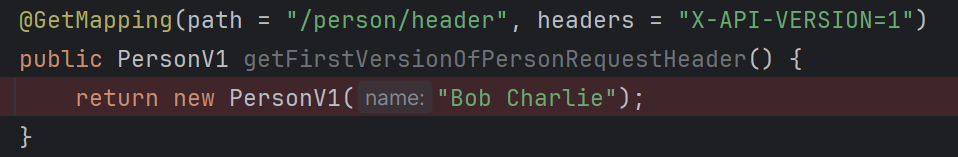 @GetMapping(path = "/person/header", headers = "X-API-VERSION=1")
public PersonV1 getFirstVersionOfPersonRequestHeader() {
return new PersonV1( name: "Bob Charlie");
}